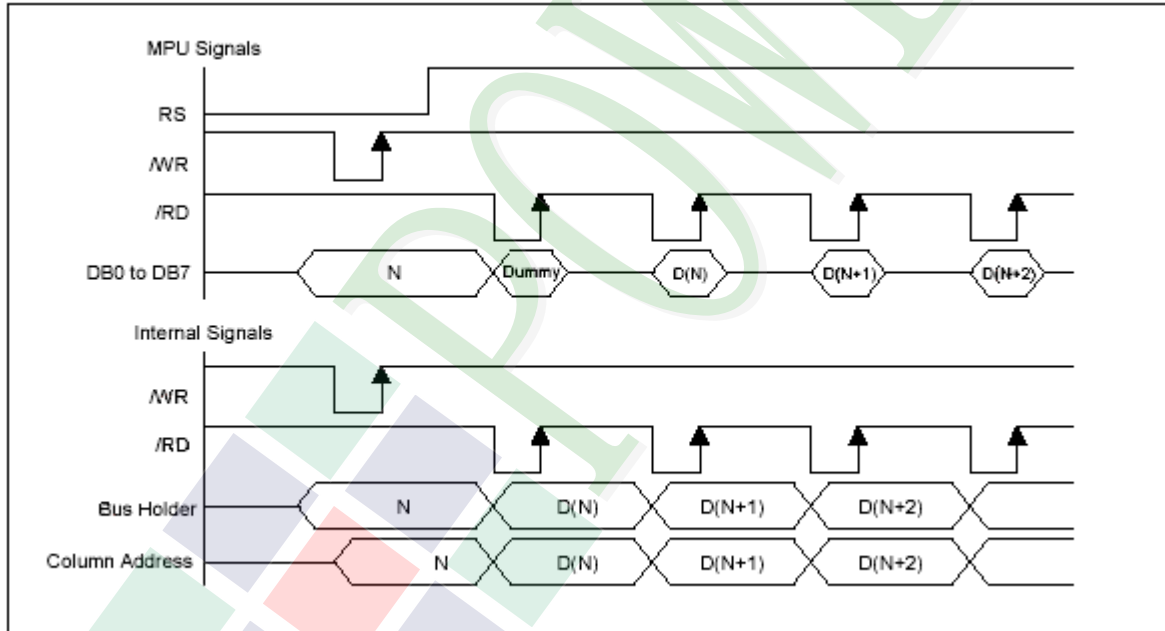 MPU Signals
RS
/WR
/RD
DB0 to DB7 N Dummy D(N) D(N+1) D(N+2)
Internal Signals
/WR
/RD
Bus Holder N D(N) D(N+1) D(N+2)
Column Address N D(N) D(N+1) D(N+2)